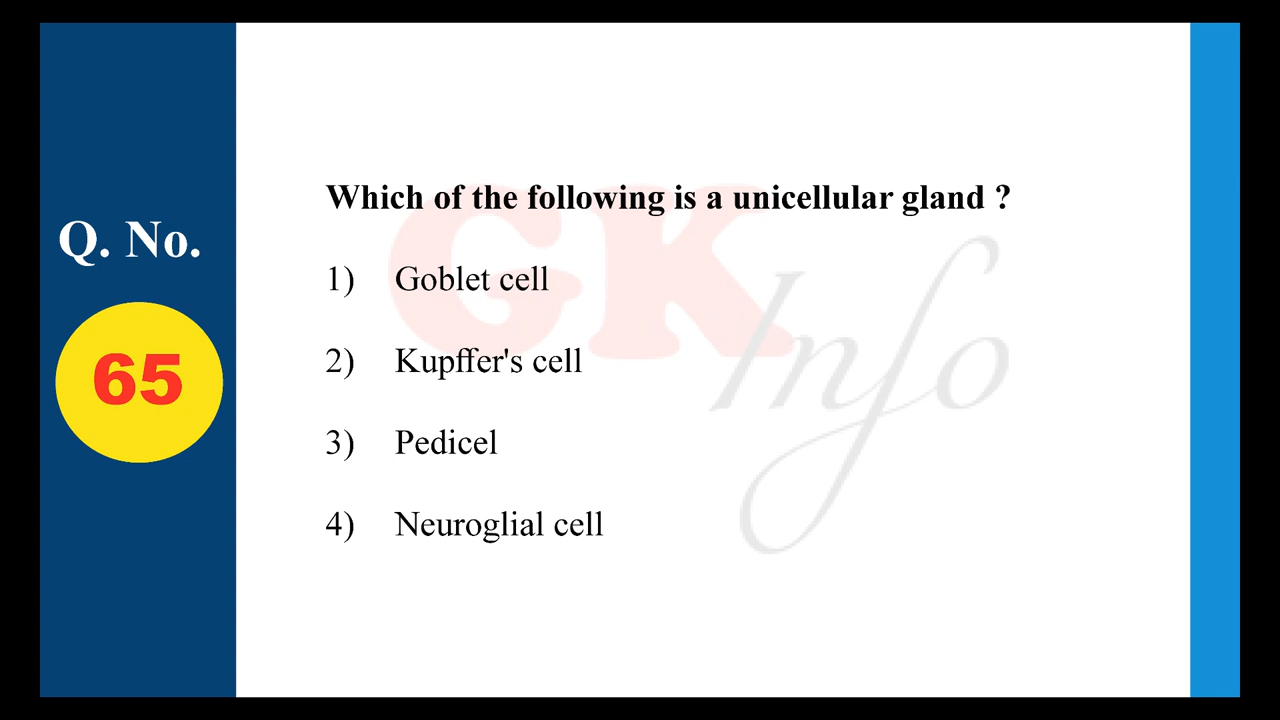 Q. No.
65
Which of the following is a unicellular gland ?
1) Goblet cell
2) Kupffer's cell
3) Pedicel
4) Neuroglial cell
GK
Info